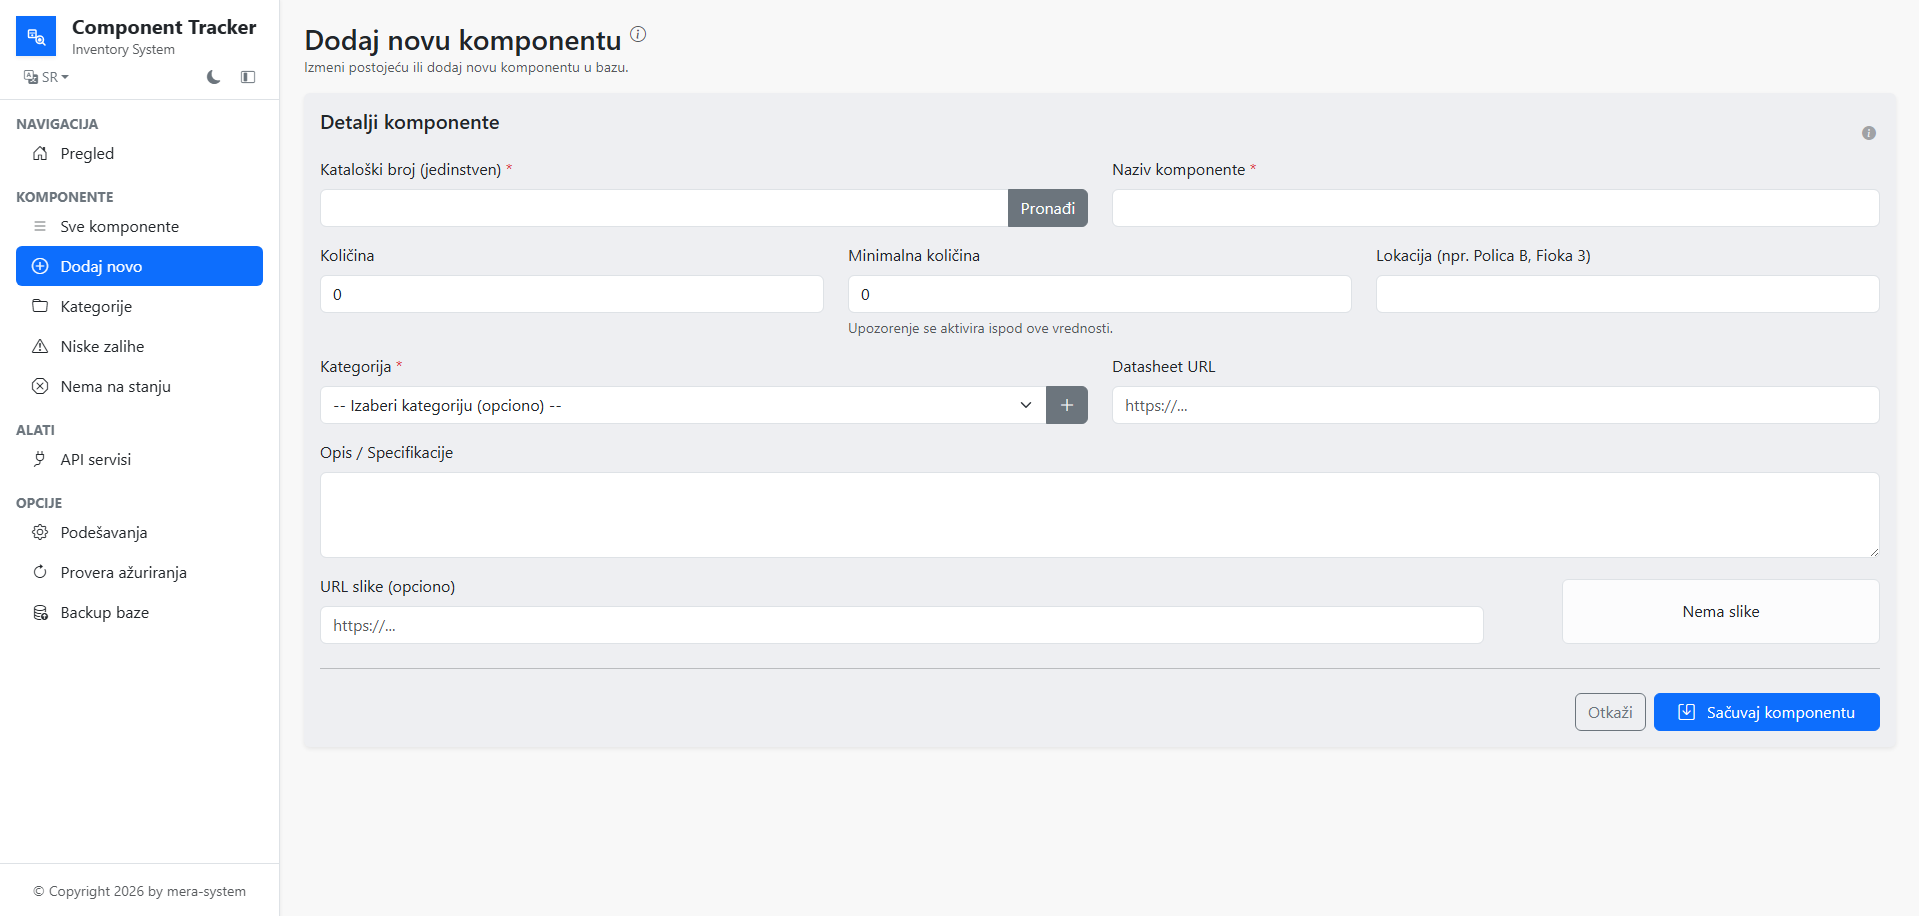 Component Tracker
Inventory System
SR
NAVIGACIJA
Pregled
KOMPONENTE
Sve komponente
Dodaj novo
Kategorije
Niske zalihe
Nema na stanju
ALATI
API servisi
OPCIJE
Podešavanja
Provera ažuriranja
Backup baze
© Copyright 2026 by mera-system
Dodaj novu komponentu
Izmeni postojeću ili dodaj novu komponentu u bazu.
Detalji komponente
Kataloški broj (jedinstven) *
Pronađi
Naziv komponente *
Količina
0
Minimalna količina
0
Upozorenje se aktivira ispod ove vrednosti.
Lokacija (npr. Polica B, Fioka 3)
Kategorija *
-- Izaberi kategoriju (opciono) --
+
Datasheet URL
https://...
Opis / Specifikacije
URL slike (opciono)
https://...
Nema slike
Otkaži
Sačuvaj komponentu